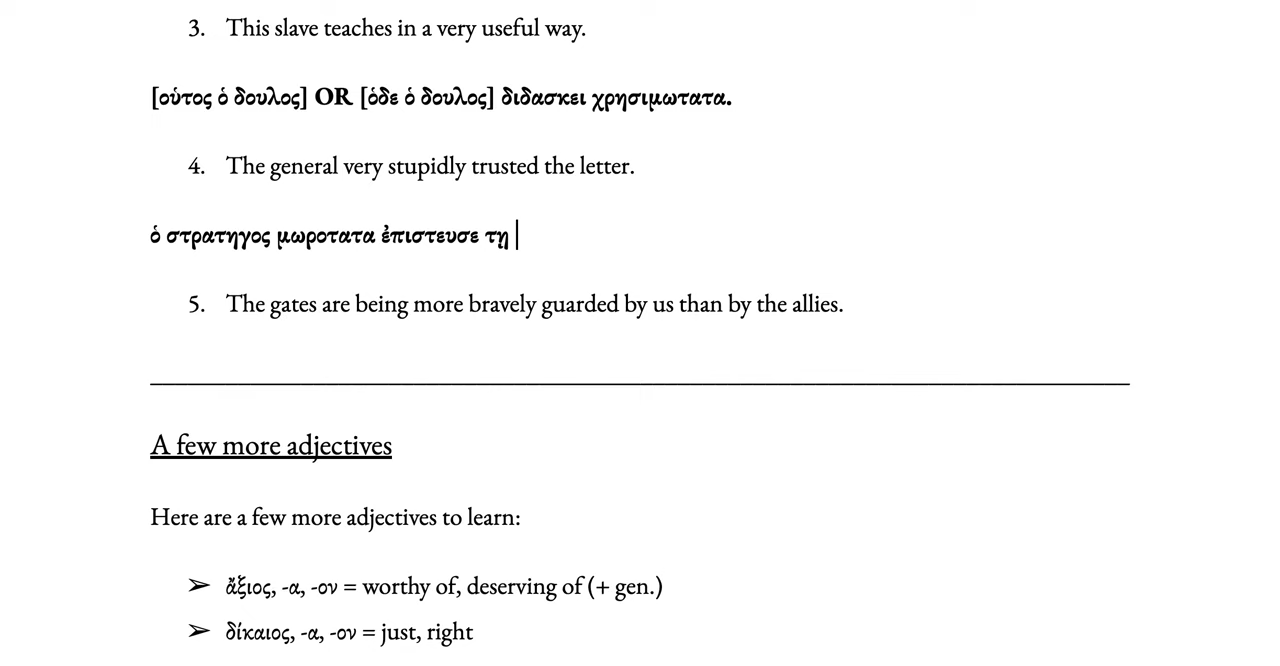 3. This slave teaches in a very useful way.
[οὑτος ὁ δουλος] OR [ὁδε ὁ δουλος] διδασκει χρησιμωτατα.
4. The general very stupidly trusted the letter.
ὁ στρατηγος μωροτατα ἐπιστευσε τῃ
5. The gates are being more bravely guarded by us than by the allies.
A few more adjectives
Here are a few more adjectives to learn:
➢ ἄξιος, -α, -ον = worthy of, deserving of (+ gen.)
➢ δίκαιος, -α, -ον = just, right